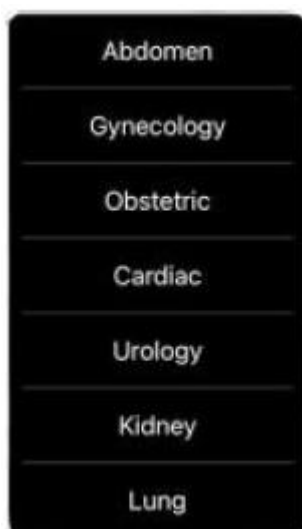 Abdomen
Gynecology
Obstetric
Cardiac
Urology
Kidney
Lung